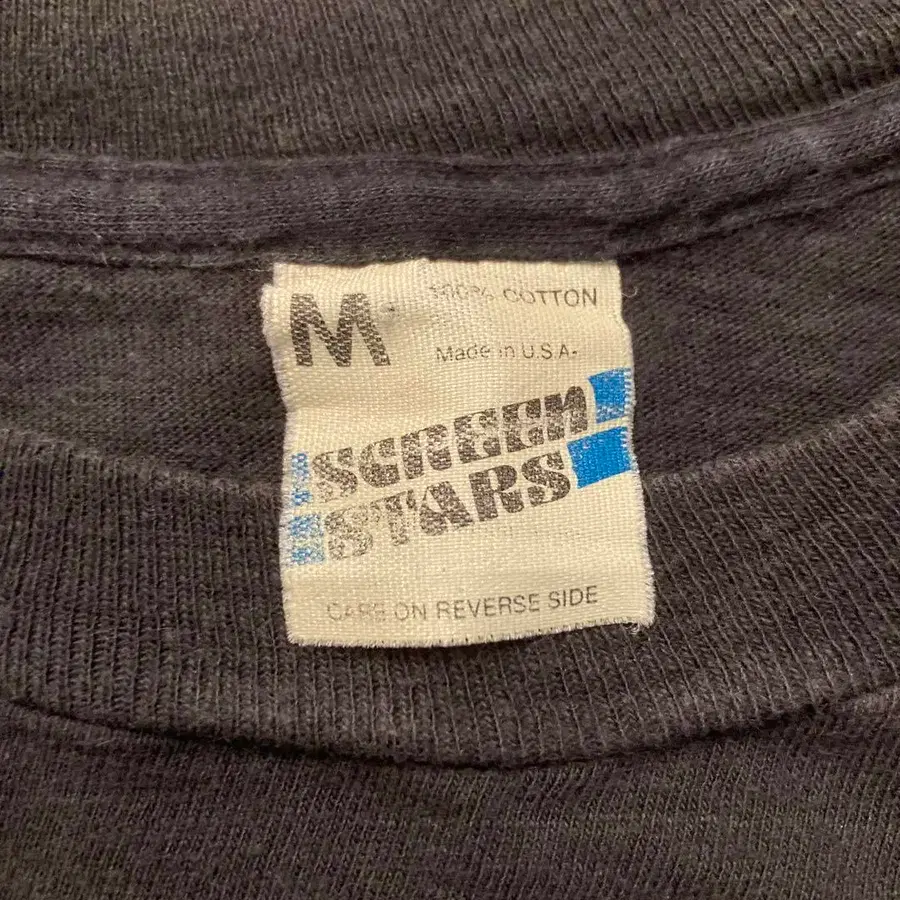 M
100% COTTON
Made in U.S.A.
SCREEN
STARS
CARE ON REVERSE SIDE